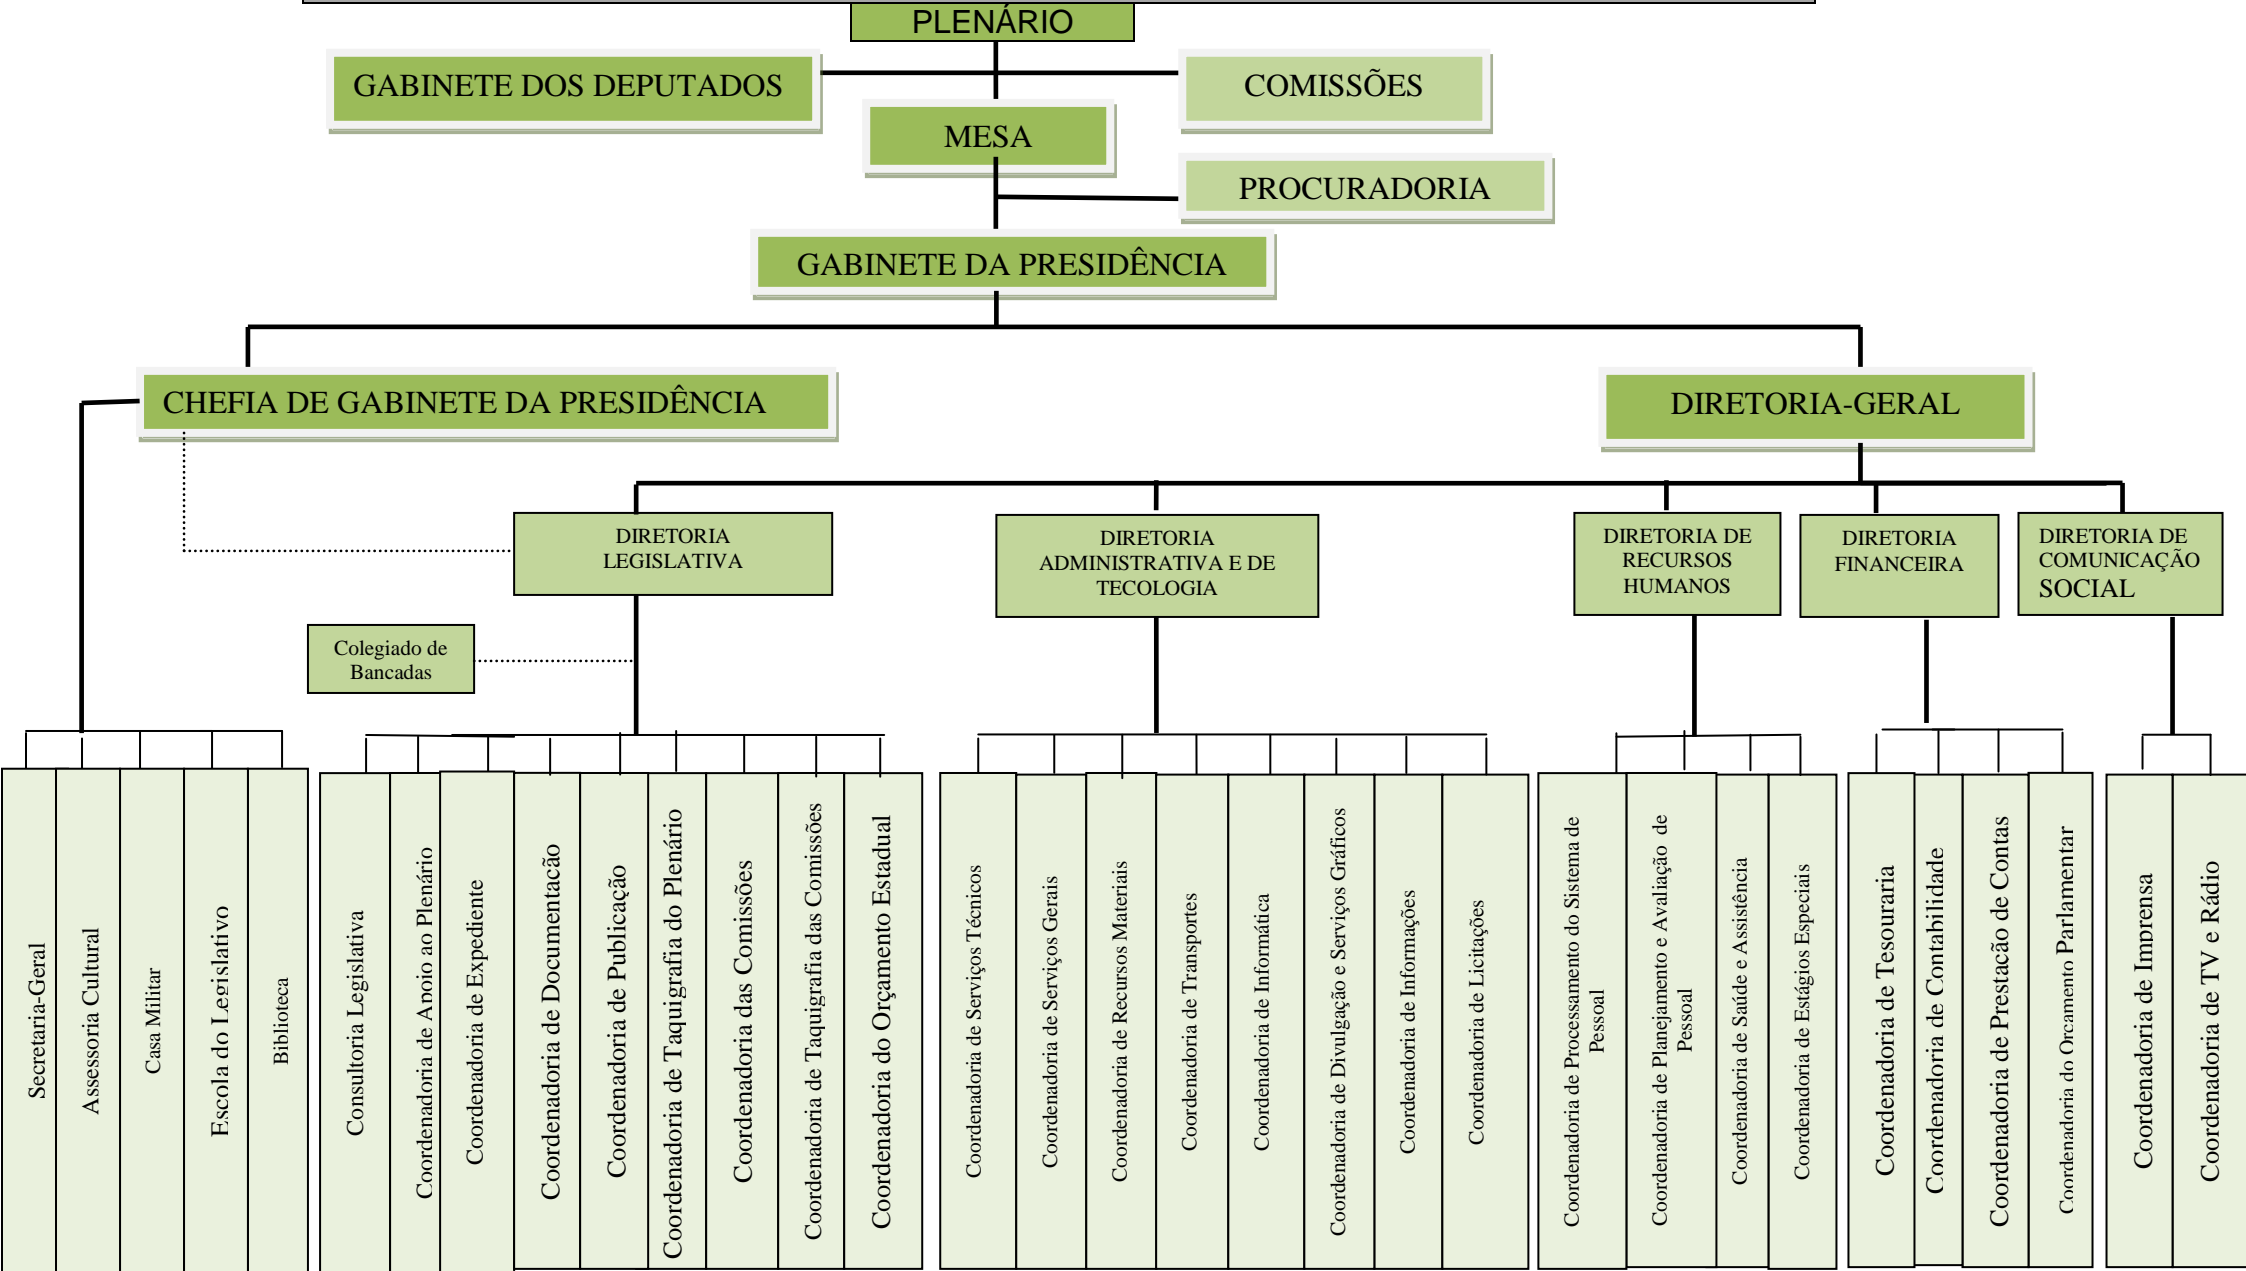 PLENÁRIO
GABINETE DOS DEPUTADOS
COMISSÕES
MESA
PROCURADORIA
GABINETE DA PRESIDÊNCIA
CHEFIA DE GABINETE DA PRESIDÊNCIA
DIRETORIA-GERAL
DIRETORIA
LEGISLATIVA
DIRETORIA
ADMINISTRATIVA E DE
TECOLOGIA
DIRETORIA DE
RECURSOS
HUMANOS
DIRETORIA
FINANCEIRA
DIRETORIA DE
COMUNICAÇÃO
SOCIAL
Colegiado de
Bancadas
Secretaria-Geral
Assessoria Cultural
Casa Militar
Escola do Legislativo
Biblioteca
Consultoria Legislativa
Coordenadoria de Apoio ao Plenário
Coordenadoria de Expediente
Coordenadoria de Documentação
Coordenadoria de Publicação
Coordenadoria de Taquigrafia do Plenário
Coordenadoria das Comissões
Coordenadoria de Taquigrafia das Comissões
Coordenadoria do Orçamento Estadual
Coordenadoria de Serviços Técnicos
Coordenadoria de Serviços Gerais
Coordenadoria de Recursos Materiais
Coordenadoria de Transportes
Coordenadoria de Informática
Coordenadoria de Divulgação e Serviços Gráficos
Coordenadoria de Informações
Coordenadoria de Licitações
Coordenadoria de Processamento do Sistema de
Pessoal
Coordenadoria de Planejamento e Avaliação de
Pessoal
Coordenadoria de Saúde e Assistência
Coordenadoria de Estágios Especiais
Coordenadoria de Tesouraria
Coordenadoria de Contabilidade
Coordenadoria de Prestação de Contas
Coordenadoria do Orçamento Parlamentar
Coordenadoria de Imprensa
Coordenadoria de TV e Rádio